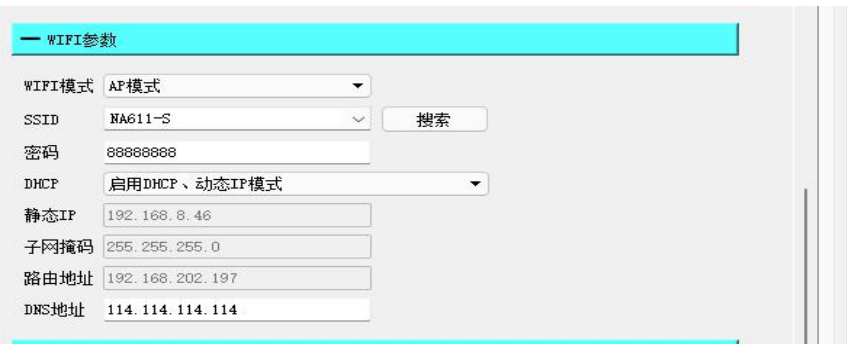 WIFI参数
WIFI模式 AP模式
SSID NA611-S 搜索
密码 88888888
DHCP 启用DHCP、动态IP模式
静态IP 192.168.8.46
子网掩码 255.255.255.0
路由地址 192.168.202.197
DNS地址 114.114.114.114